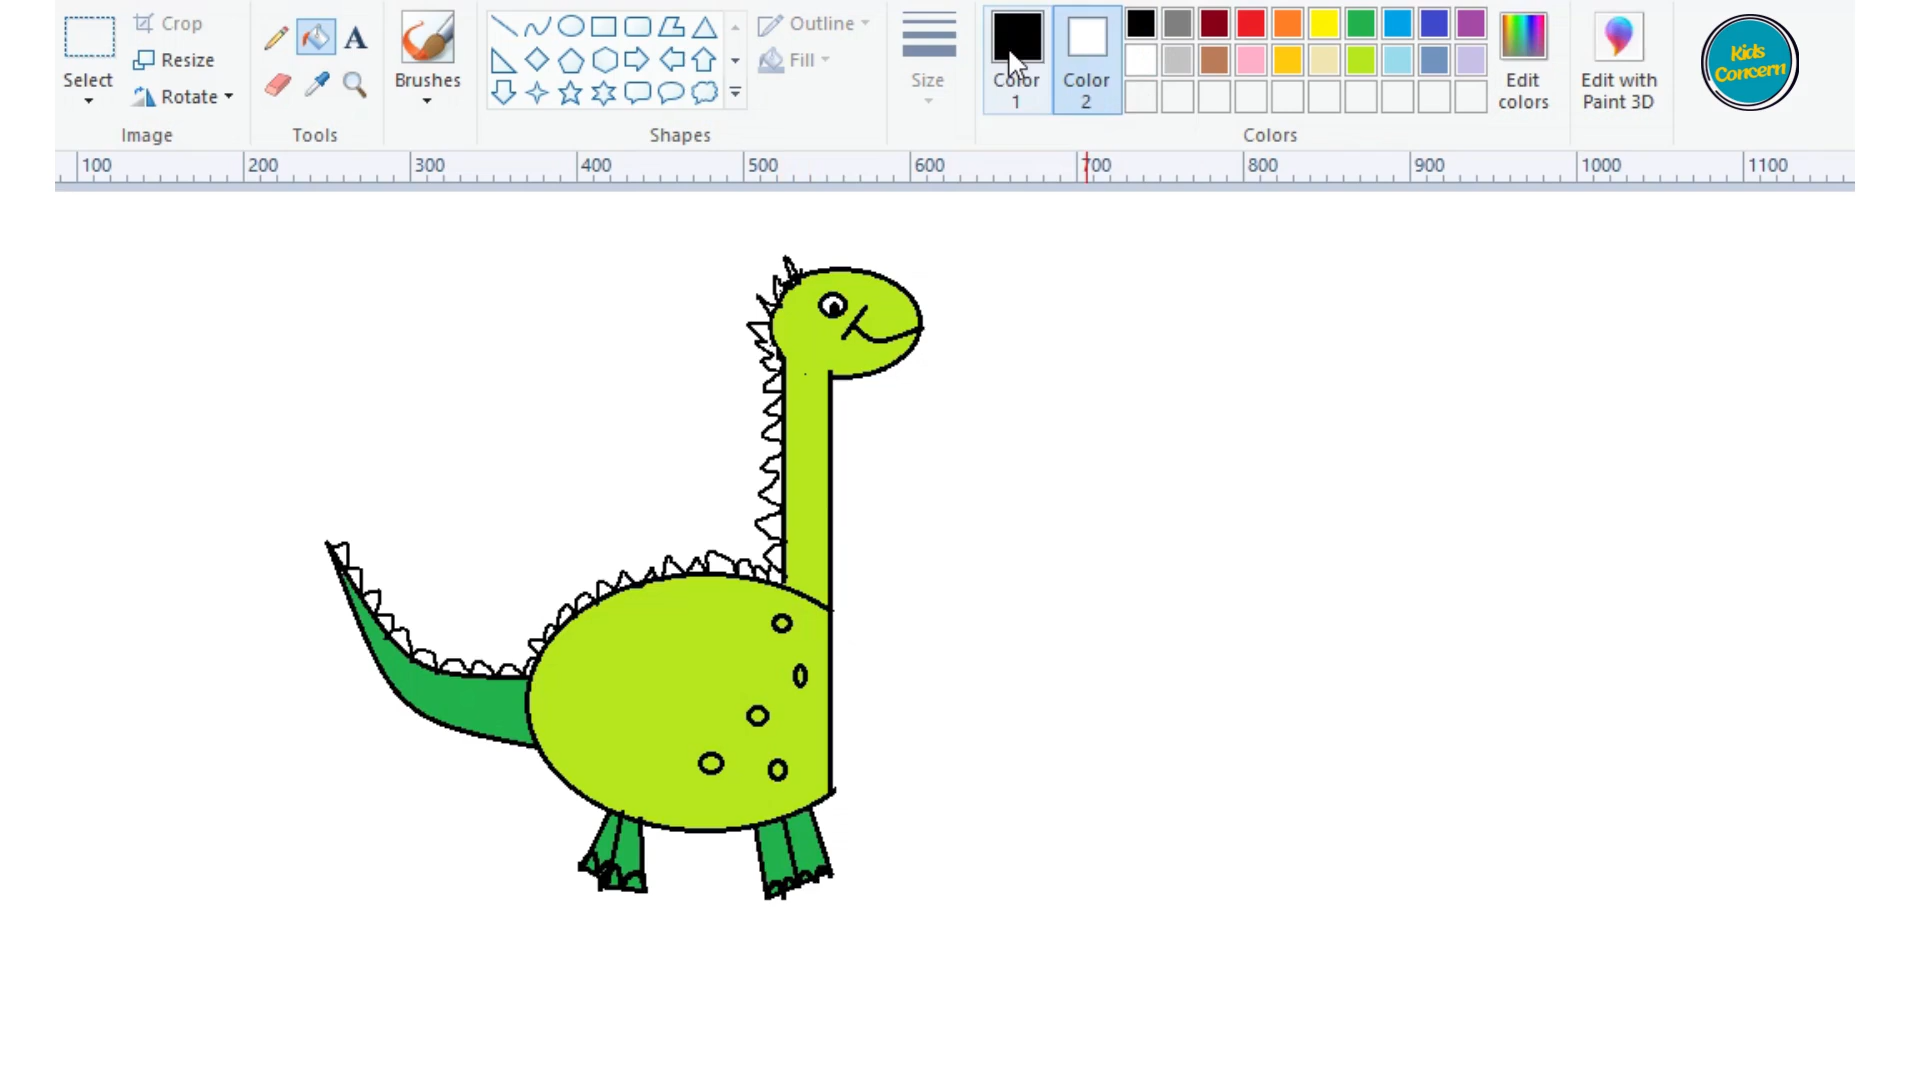 Select
Crop
Resize
Rotate
Image
A
Tools
Brushes
Shapes
Outline
Fill
Size
Color
1
Color
2
Colors
Edit
colors
Edit with
Paint 3D
Kids
Concern
100 200 300 400 500 600 700 800 900 1000 1100